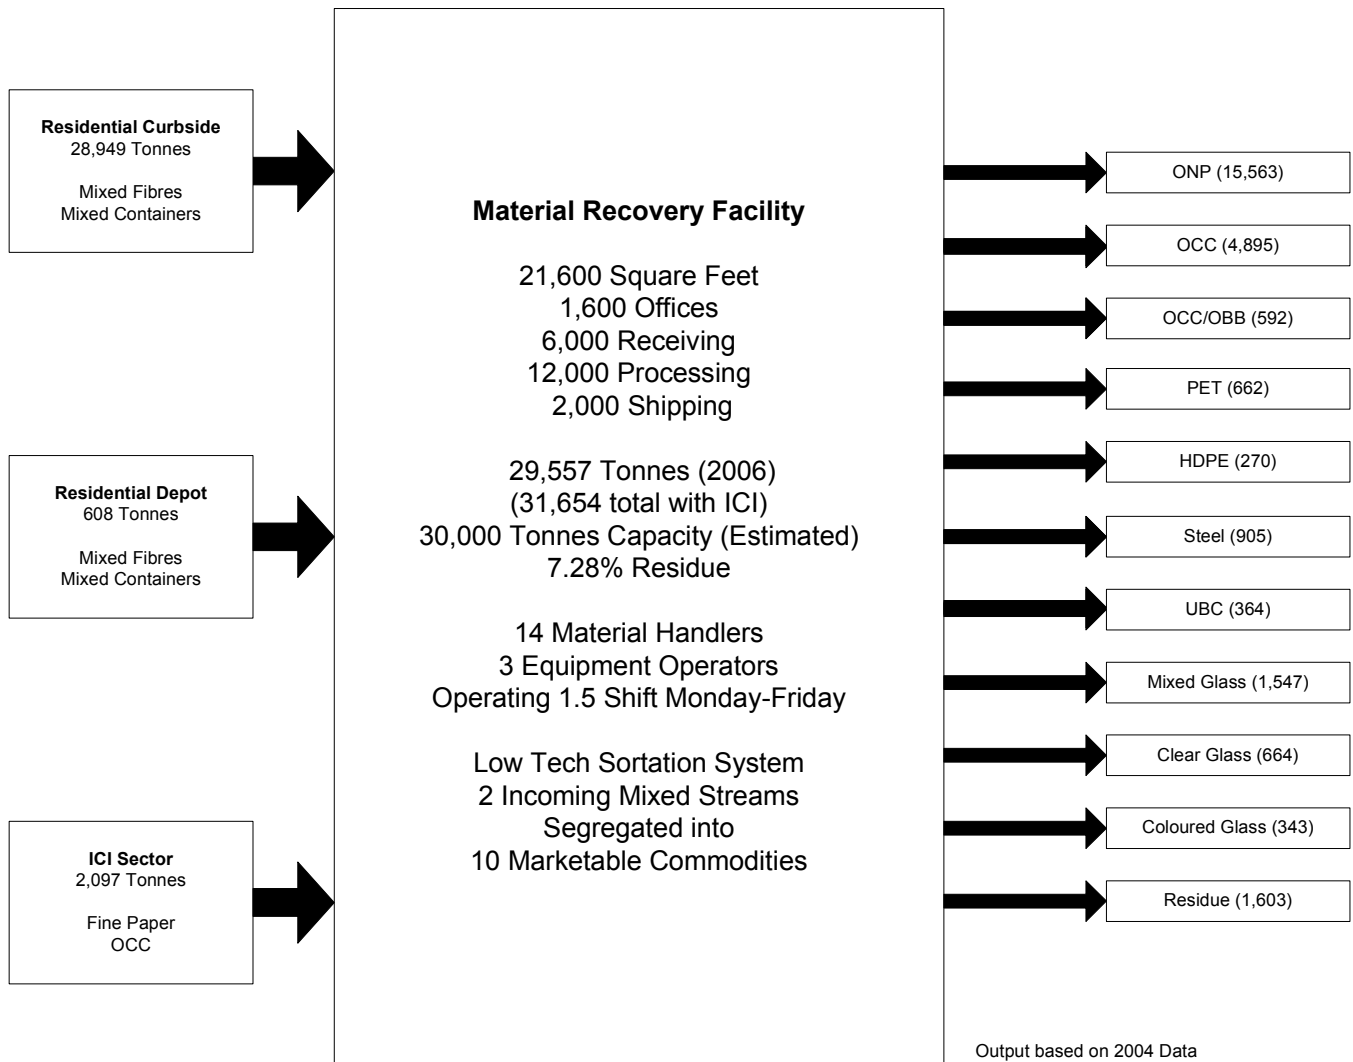 Residential Curbside
28,949 Tonnes
Mixed Fibres
Mixed Containers
Residential Depot
608 Tonnes
Mixed Fibres
Mixed Containers
ICI Sector
2,097 Tonnes
Fine Paper
OCC
Material Recovery Facility
21,600 Square Feet
1,600 Offices
6,000 Receiving
12,000 Processing
2,000 Shipping
29,557 Tonnes (2006)
(31,654 total with ICI)
30,000 Tonnes Capacity (Estimated)
7.28% Residue
14 Material Handlers
3 Equipment Operators
Operating 1.5 Shift Monday-Friday
Low Tech Sortation System
2 Incoming Mixed Streams
Segregated into
10 Marketable Commodities
ONP (15,563)
OCC (4,895)
OCC/OBB (592)
PET (662)
HDPE (270)
Steel (905)
UBC (364)
Mixed Glass (1,547)
Clear Glass (664)
Coloured Glass (343)
Residue (1,603)
Output based on 2004 Data